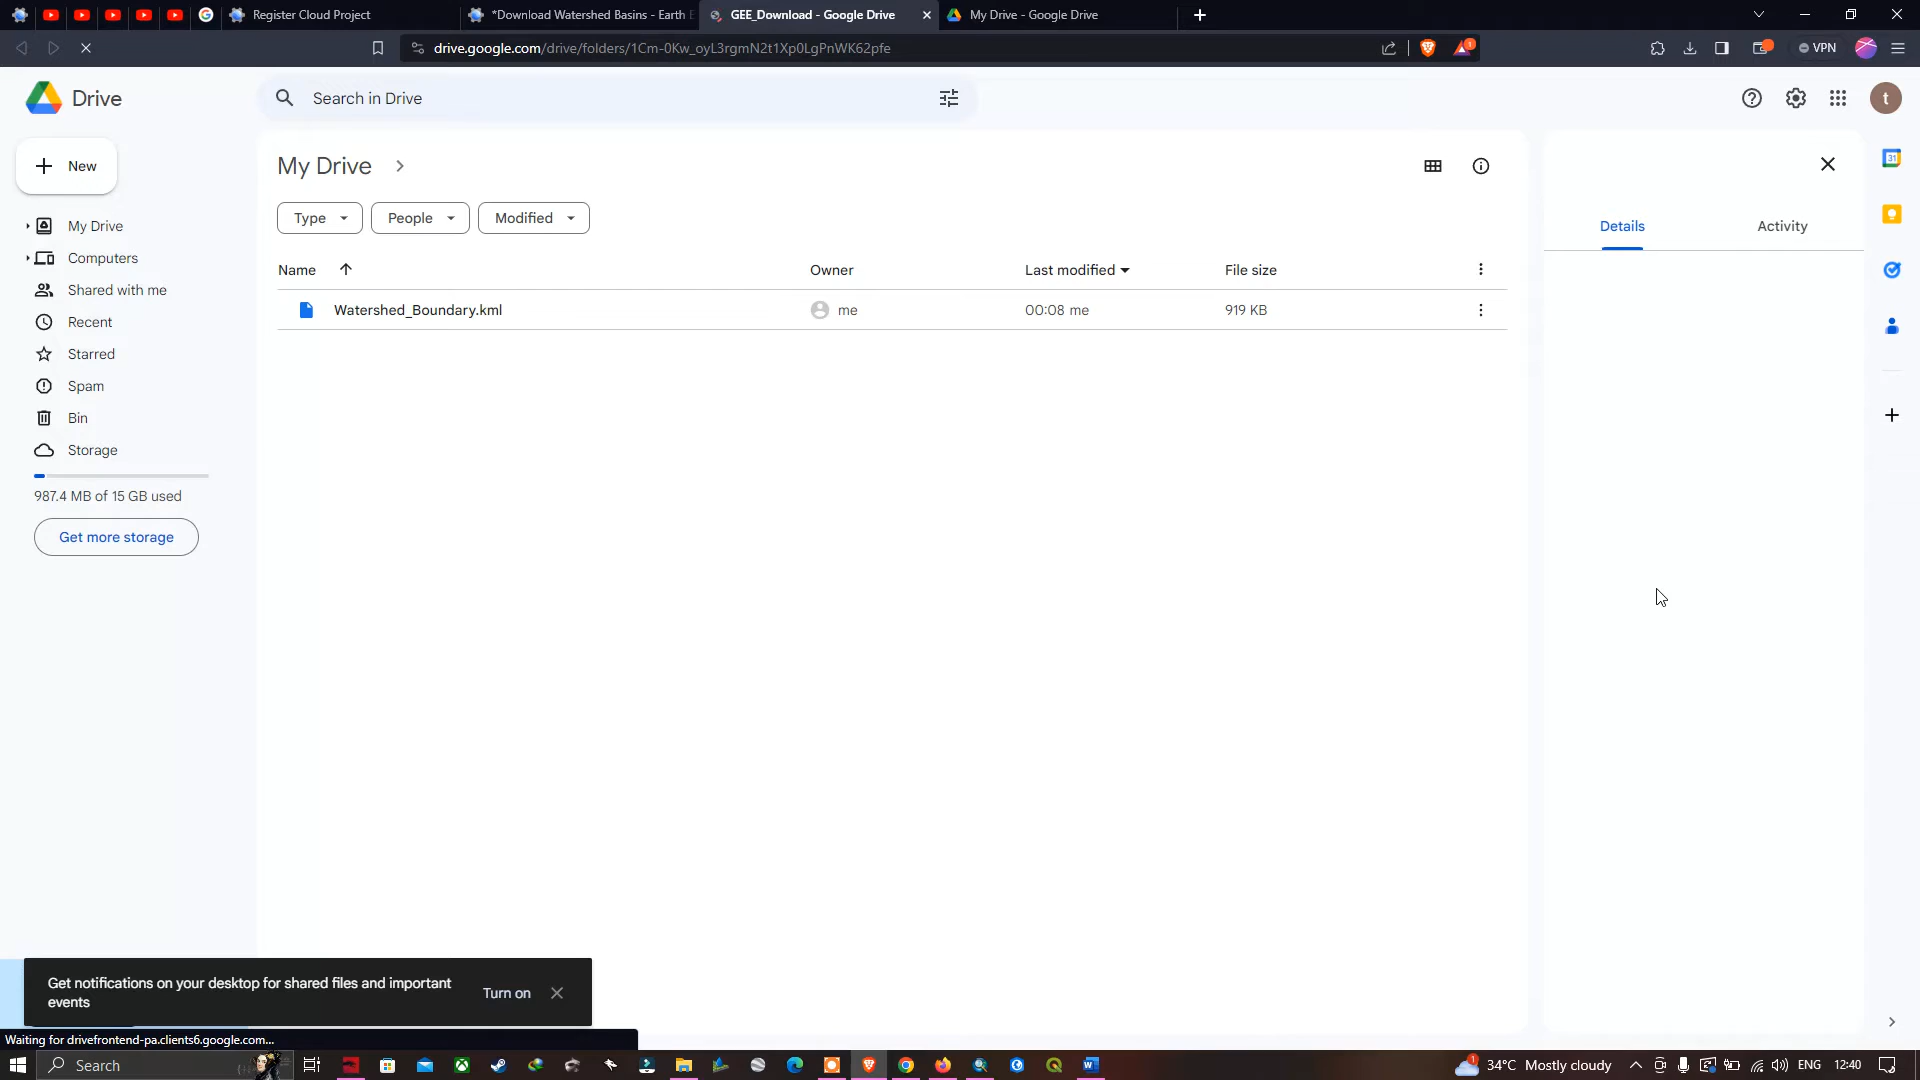 Register Cloud Project
*Download Watershed Basins - Earth E
GEE_Download - Google Drive
My Drive - Google Drive
drive.google.com/drive/folders/1Cm-0Kw_oyL3rgmN2t1Xp0LgPnWK62pfe
1
VPN
Drive
Search in Drive
t
New
My Drive
Type
People
Modified
31
My Drive
Computers
Shared with me
Recent
Starred
Spam
Bin
Storage
987.4 MB of 15 GB used
Get more storage
Name
Owner
Last modified
File size
Watershed_Boundary.kml
me
00:08 me
919 KB
Details
Activity
Get notifications on your desktop for shared files and important
events
Turn on
Waiting for drivefrontend-pa.clients6.google.com...
Search
1
34°C Mostly cloudy
ENG
12:40